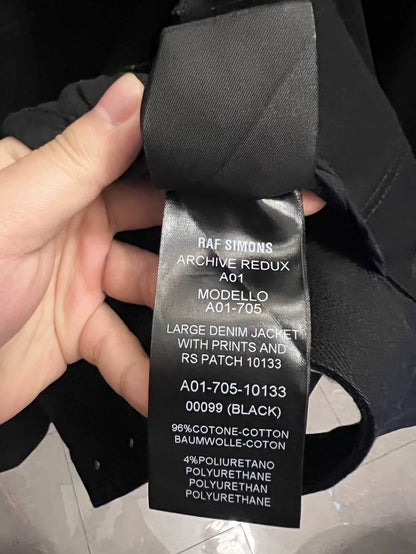 RAF SIMONS
ARCHIVE REDUX
A01
MODELLO
A01-705
LARGE DENIM JACKET
WITH PRINTS AND
RS PATCH 10133
A01-705-10133
00099 (BLACK)
96%COTONE-COTTON
BAUMWOLLE-COTON
4%POLIURETANO
POLYURETHANE
POLYURETHAN
POLYURETHANE